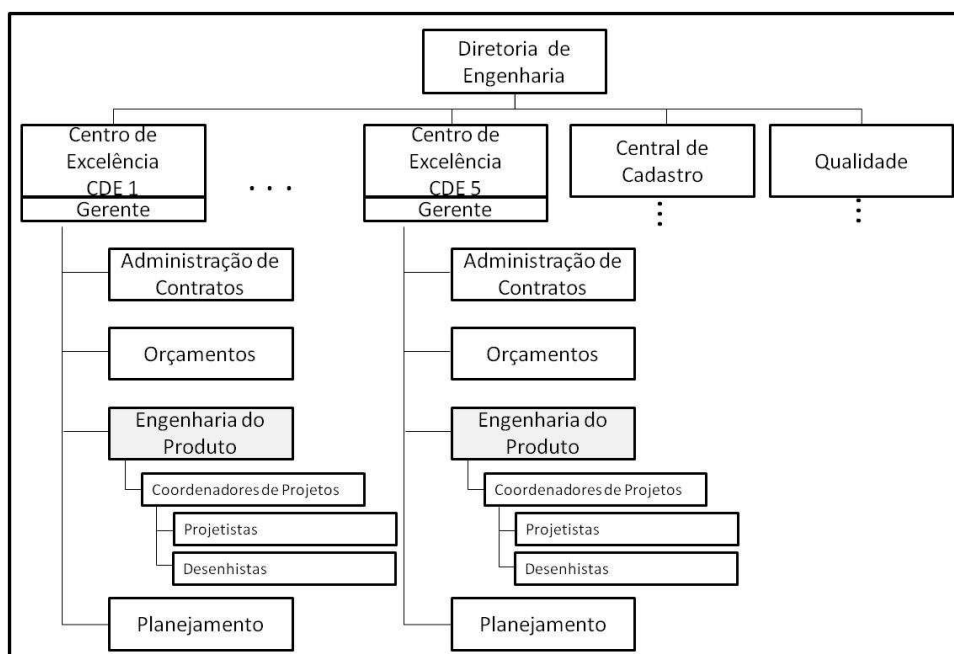 Diretoria de
Engenharia
Centro de
Excelência
CDE 1
Gerente
. . .
Centro de
Excelência
CDE 5
Gerente
Central de
Cadastro
Qualidade
Administração de
Contratos
Orçamentos
Engenharia do
Produto
Coordenadores de Projetos
Projetistas
Desenhistas
Planejamento
Administração de
Contratos
Orçamentos
Engenharia do
Produto
Coordenadores de Projetos
Projetistas
Desenhistas
Planejamento